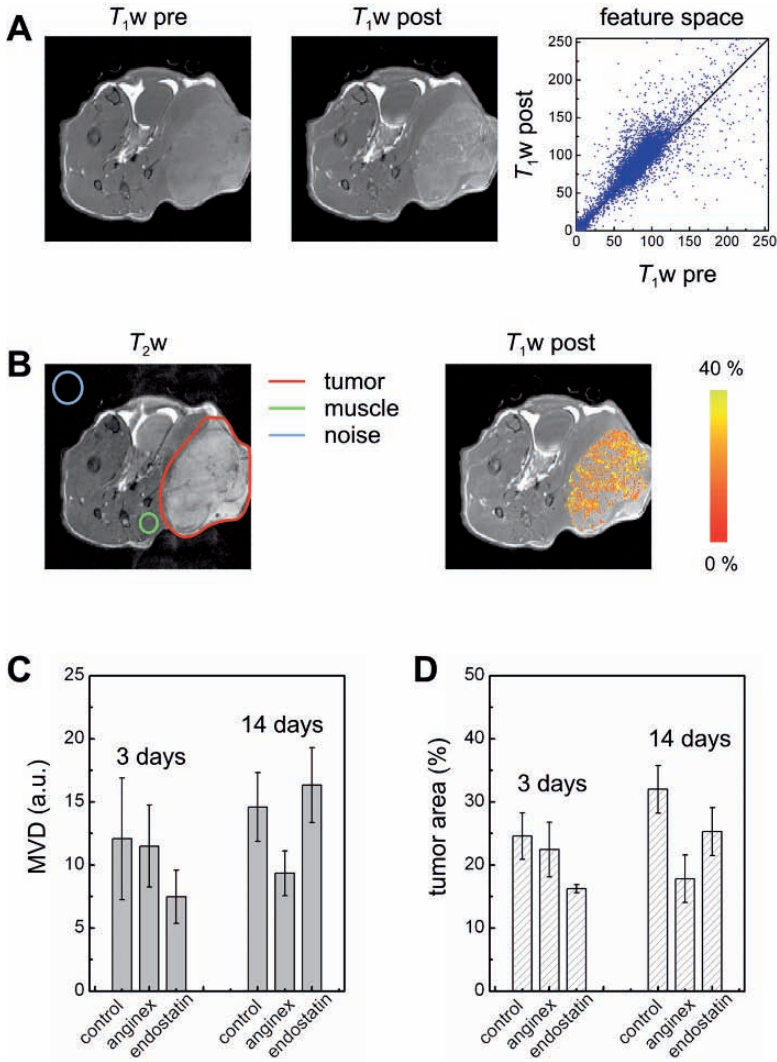 A
T1w pre
T1w post
feature space
T1w post
250
200
150
100
50
0
0 50 100 150 200 250
T1w pre
B
T2w
tumor
muscle
noise
T1w post
40 %
0 %
C
MVD (a.u.)
25
20
15
10
5
0
3 days
14 days
control anginex endostatin control anginex endostatin
D
tumor area (%)
50
40
30
20
10
0
3 days
14 days
control anginex endostatin control anginex endostatin